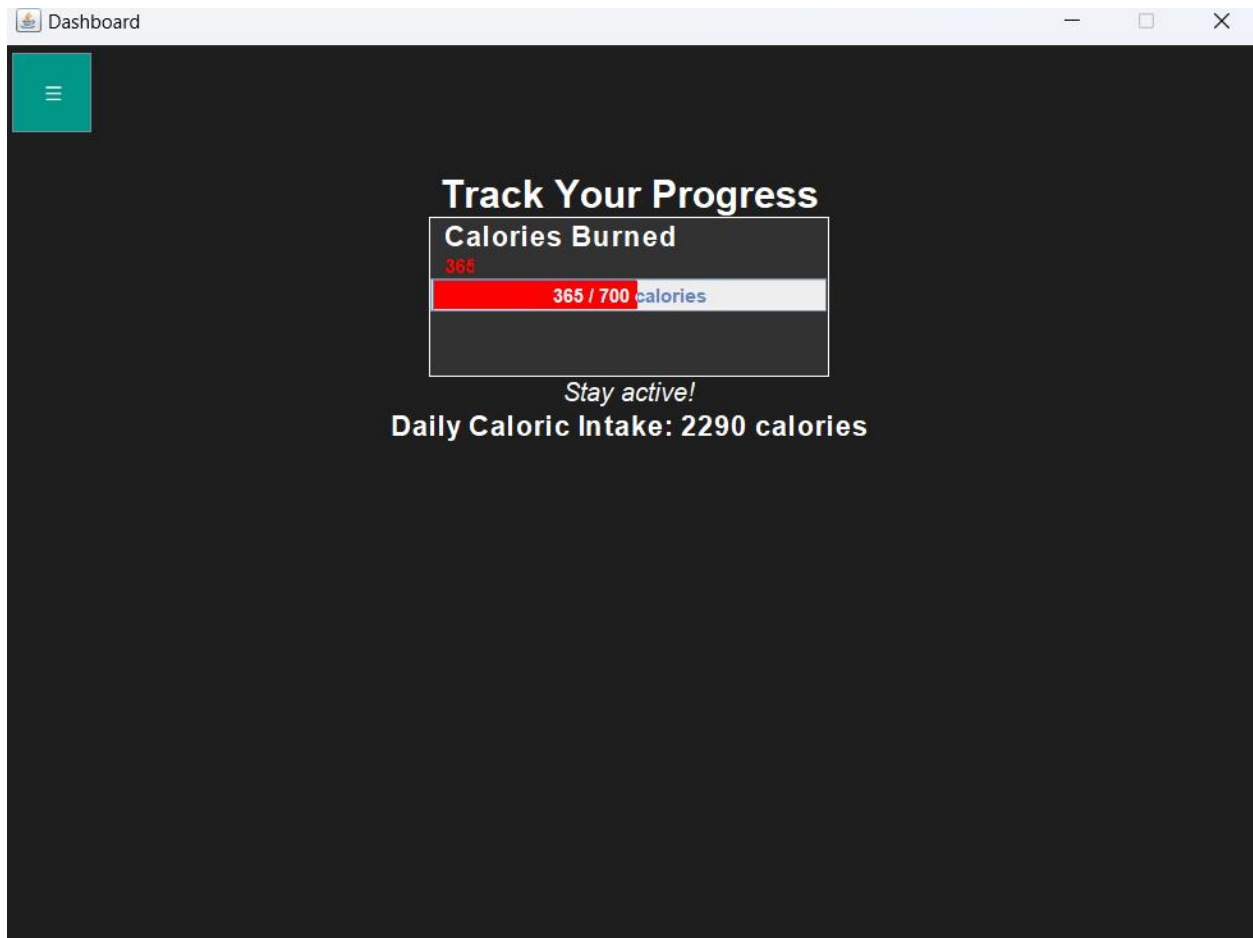 Dashboard
☰
Track Your Progress
Calories Burned
365
365 / 700 calories
Stay active!
Daily Caloric Intake: 2290 calories